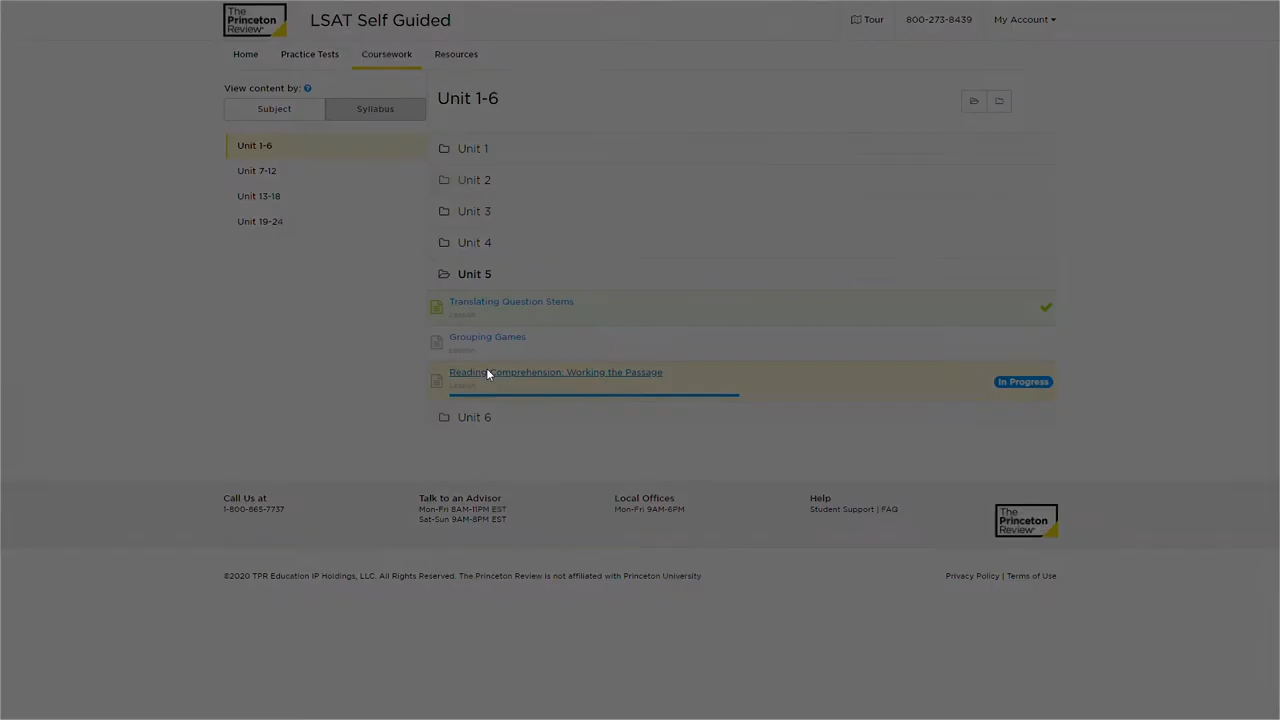 The
Princeton
Review
LSAT Self Guided
Tour
800-273-8439
My Account
Home
Practice Tests
Coursework
Resources
View content by:
Subject
Syllabus
Unit 1-6
Unit 7-12
Unit 13-18
Unit 19-24
Unit 1-6
Unit 1
Unit 2
Unit 3
Unit 4
Unit 5
Translating Question Stems
Lesson
Grouping Games
Lesson
Reading Comprehension: Working the Passage
Lesson
In Progress
Unit 6
Call Us at
1-800-865-7737
Talk to an Advisor
Mon-Fri 8AM-11PM EST
Sat-Sun 9AM-8PM EST
Local Offices
Mon-Fri 9AM-6PM
Help
Student Support | FAQ
The
Princeton
Review
©2020 TPR Education IP Holdings, LLC. All Rights Reserved. The Princeton Review is not affiliated with Princeton University
Privacy Policy | Terms of Use